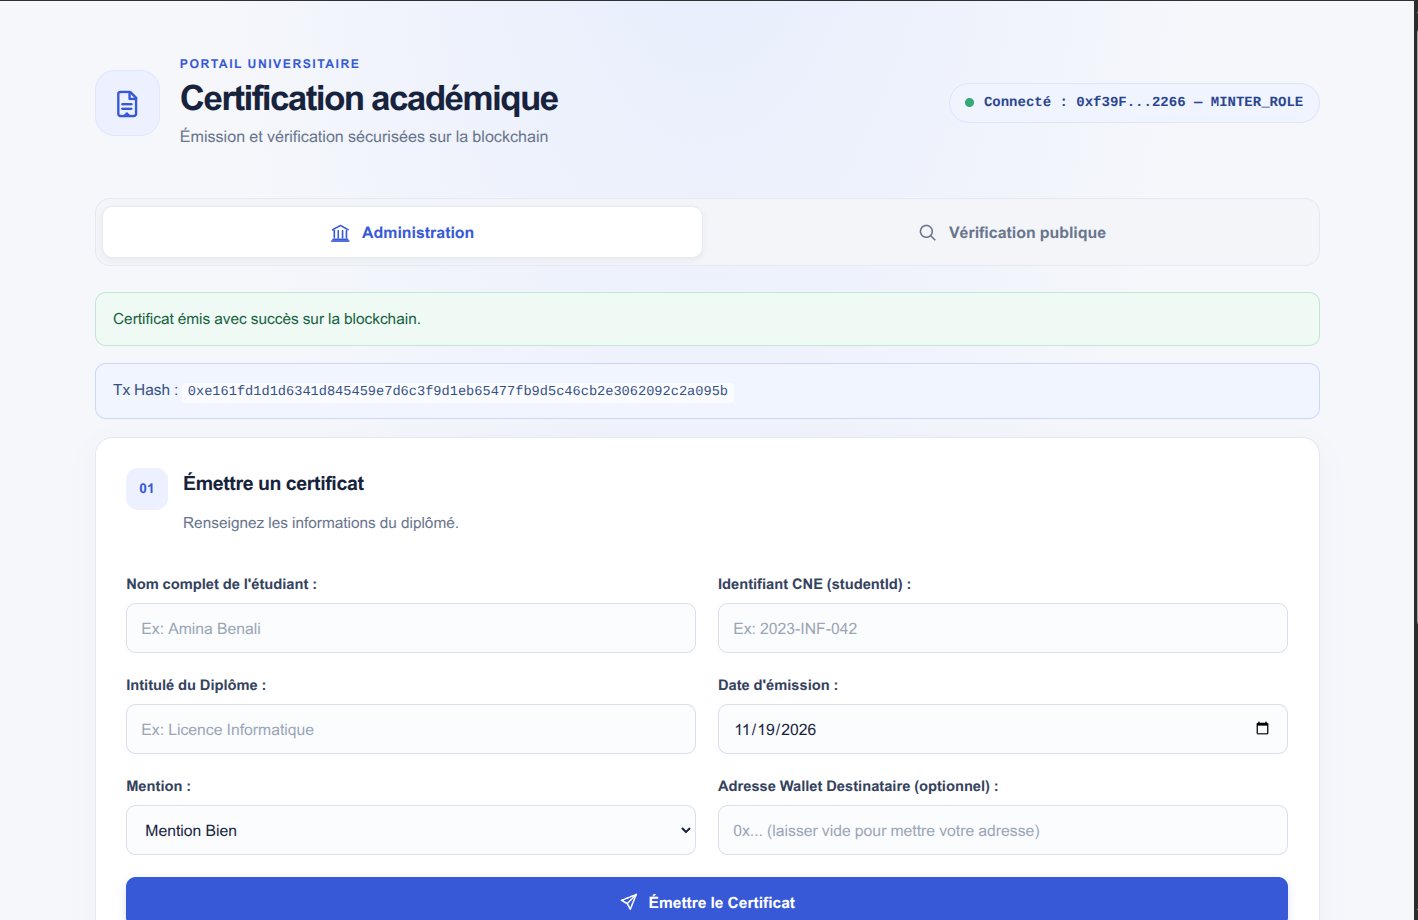 PORTAIL UNIVERSITAIRE
Certification académique
Émission et vérification sécurisées sur la blockchain
Connecté : 0xf39F...2266 — MINTER_ROLE
Administration
Vérification publique
Certificat émis avec succès sur la blockchain.
Tx Hash : 0xe161fd1d1d6341d845459e7d6c3f9d1eb65477fb9d5c46cb2e3062092c2a095b
01
Émettre un certificat
Renseignez les informations du diplômé.
Nom complet de l'étudiant :
Identifiant CNE (studentId) :
Ex: Amina Benali
Ex: 2023-INF-042
Intitulé du Diplôme :
Date d'émission :
Ex: Licence Informatique
11/19/2026
Mention :
Adresse Wallet Destinataire (optionnel) :
Mention Bien
0x... (laisser vide pour mettre votre adresse)
Émettre le Certificat